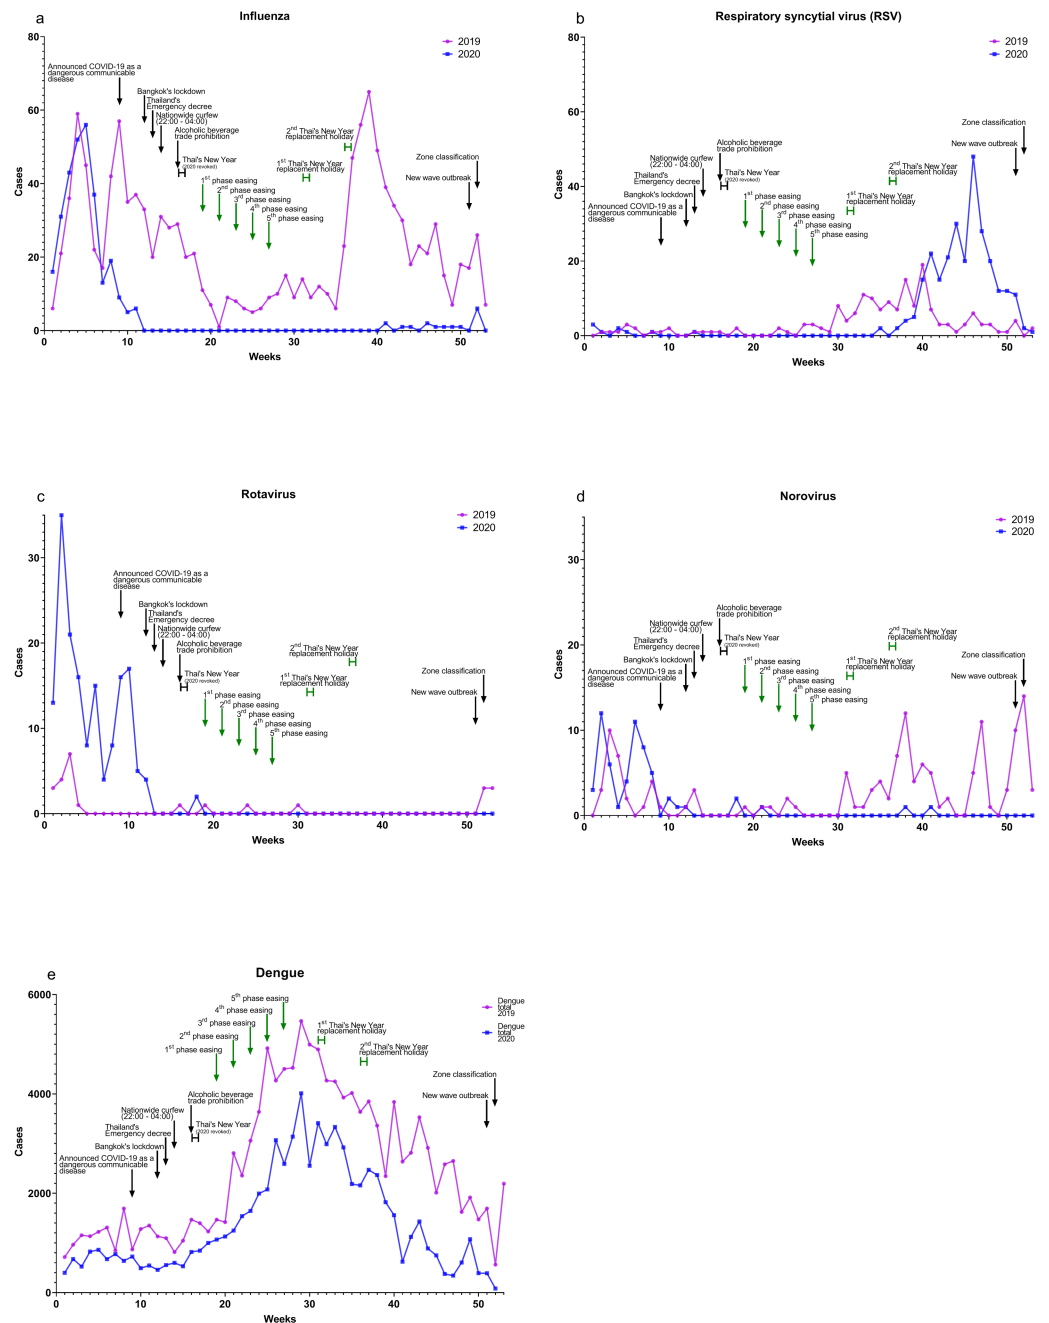 a
Influenza
80
60
40
20
0
Cases
0
10
20
30
40
50
Weeks
2019
2020
Announced COVID-19 as a
dangerous communicable
disease
Bangkok's lockdown
Thailand's
Emergency decree
Nationwide curfew
(22:00 - 04:00)
Alcoholic beverage
trade prohibition
Thai's New Year
(2020 revoked)
1st phase easing
2nd phase easing
3rd phase easing
4th phase easing
5th phase easing
2nd Thai's New Year
replacement holiday
1st Thai's New Year
replacement holiday
Zone classification
New wave outbreak
b
Respiratory syncytial virus (RSV)
80
60
40
20
0
Cases
0
10
20
30
40
50
Weeks
2019
2020
Alcoholic beverage
trade prohibition
Nationwide curfew
(22:00 - 04:00)
Thai's New Year
(2020 revoked)
Thailand's
Emergency decree
Bangkok's lockdown
Announced COVID-19 as a
dangerous communicable
disease
1st phase easing
2nd phase easing
3rd phase easing
4th phase easing
5th phase easing
2nd Thai's New Year
replacement holiday
1st Thai's New Year
replacement holiday
Zone classification
New wave outbreak
c
Rotavirus
30
20
10
0
Cases
0
10
20
30
40
50
Weeks
2019
2020
Announced COVID-19 as a
dangerous communicable
disease
Bangkok's lockdown
Thailand's
Emergency decree
Nationwide curfew
(22:00 - 04:00)
Alcoholic beverage
trade prohibition
Thai's New Year
(2020 revoked)
1st phase easing
2nd phase easing
3rd phase easing
4th phase easing
5th phase easing
2nd Thai's New Year
replacement holiday
1st Thai's New Year
replacement holiday
Zone classification
New wave outbreak
d
Norovirus
30
20
10
0
Cases
0
10
20
30
40
50
Weeks
2019
2020
Alcoholic beverage
trade prohibition
Nationwide curfew
(22:00 - 04:00)
Thai's New Year
(2020 revoked)
Thailand's
Emergency decree
Bangkok's lockdown
Announced COVID-19 as a
dangerous communicable
disease
1st phase easing
2nd phase easing
3rd phase easing
4th phase easing
5th phase easing
2nd Thai's New Year
replacement holiday
1st Thai's New Year
replacement holiday
Zone classification
New wave outbreak
e
Dengue
6000
4000
2000
0
Cases
0
10
20
30
40
50
Weeks
Dengue
total
2019
Dengue
total
2020
5th phase easing
4th phase easing
3rd phase easing
2nd phase easing
1st phase easing
1st Thai's New Year
replacement holiday
2nd Thai's New Year
replacement holiday
Zone classification
New wave outbreak
Alcoholic beverage
trade prohibition
Nationwide curfew
(22:00 - 04:00)
Thai's New Year
(2020 revoked)
Thailand's
Emergency decree
Bangkok's lockdown
Announced COVID-19 as a
dangerous communicable
disease